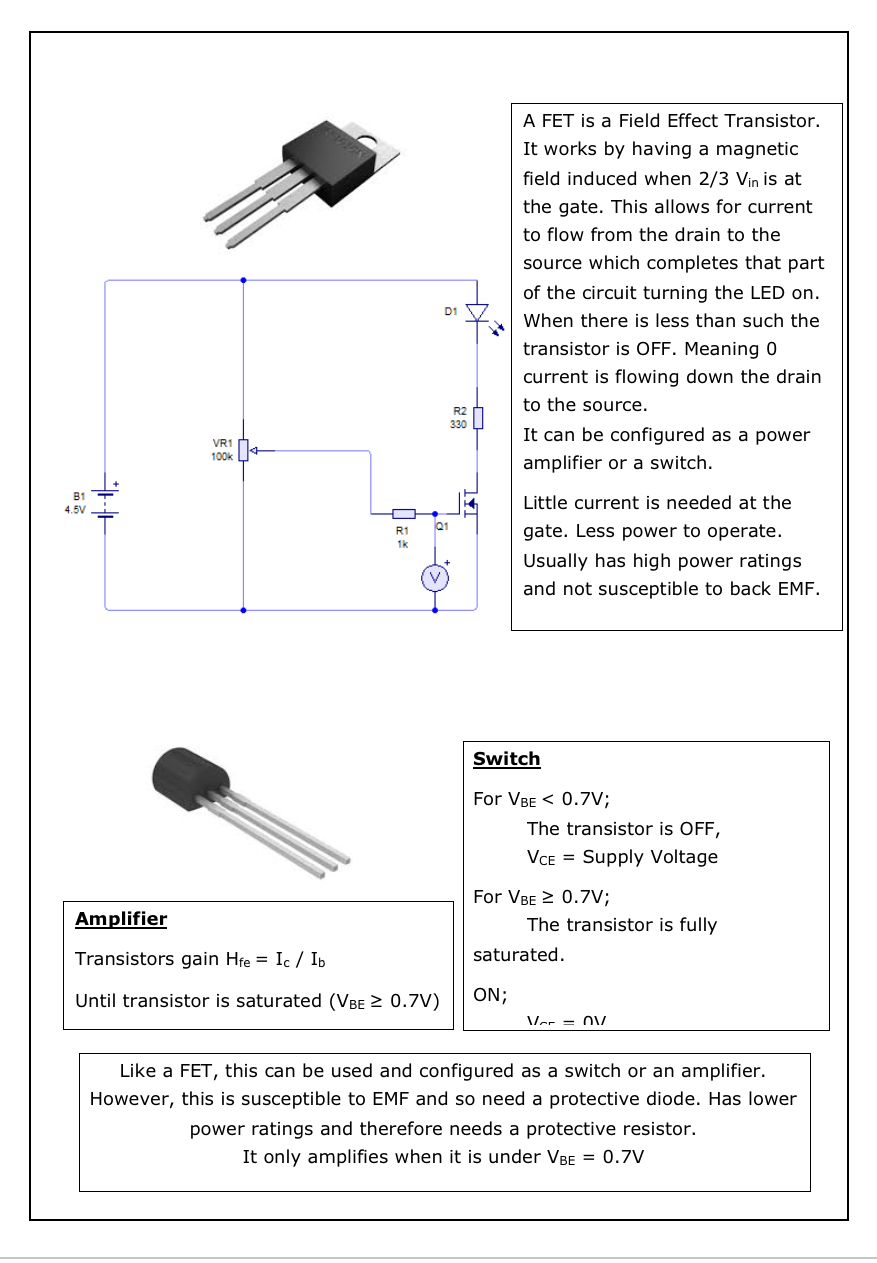 A FET is a Field Effect Transistor.
It works by having a magnetic
field induced when 2/3 Vin is at
the gate. This allows for current
to flow from the drain to the
source which completes that part
of the circuit turning the LED on.
When there is less than such the
transistor is OFF. Meaning 0
current is flowing down the drain
to the source.
It can be configured as a power
amplifier or a switch.
Little current is needed at the
gate. Less power to operate.
Usually has high power ratings
and not susceptible to back EMF.
D1
R2
330
VR1
100k
+
B1
4.5V
R1
1k
Q1
+
V
Switch
For VBE < 0.7V;
The transistor is OFF,
VCE = Supply Voltage
For VBE ≥ 0.7V;
The transistor is fully
saturated.
ON;
VCE = 0V
Amplifier
Transistors gain Hfe = Ic / Ib
Until transistor is saturated (VBE ≥ 0.7V)
Like a FET, this can be used and configured as a switch or an amplifier.
However, this is susceptible to EMF and so need a protective diode. Has lower
power ratings and therefore needs a protective resistor.
It only amplifies when it is under VBE = 0.7V